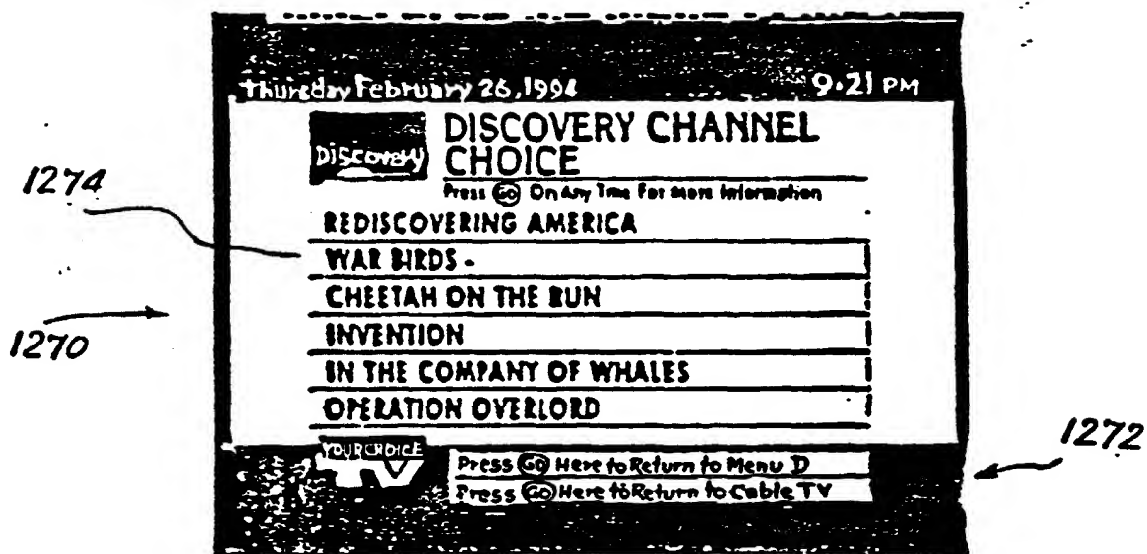 Thursday February 26, 1994
9:21 PM
DISCOVERY
DISCOVERY CHANNEL
CHOICE
Press GO On Any Time For More Information
1274
REDISCOVERING AMERICA
WAR BIRDS -
CHEETAH ON THE RUN
1270
INVENTION
IN THE COMPANY OF WHALES
OPERATION OVERLORD
1272
YOUR CHOICE
TV
Press GO Here to Return to Menu D
Press GO Here to Return to Cable TV